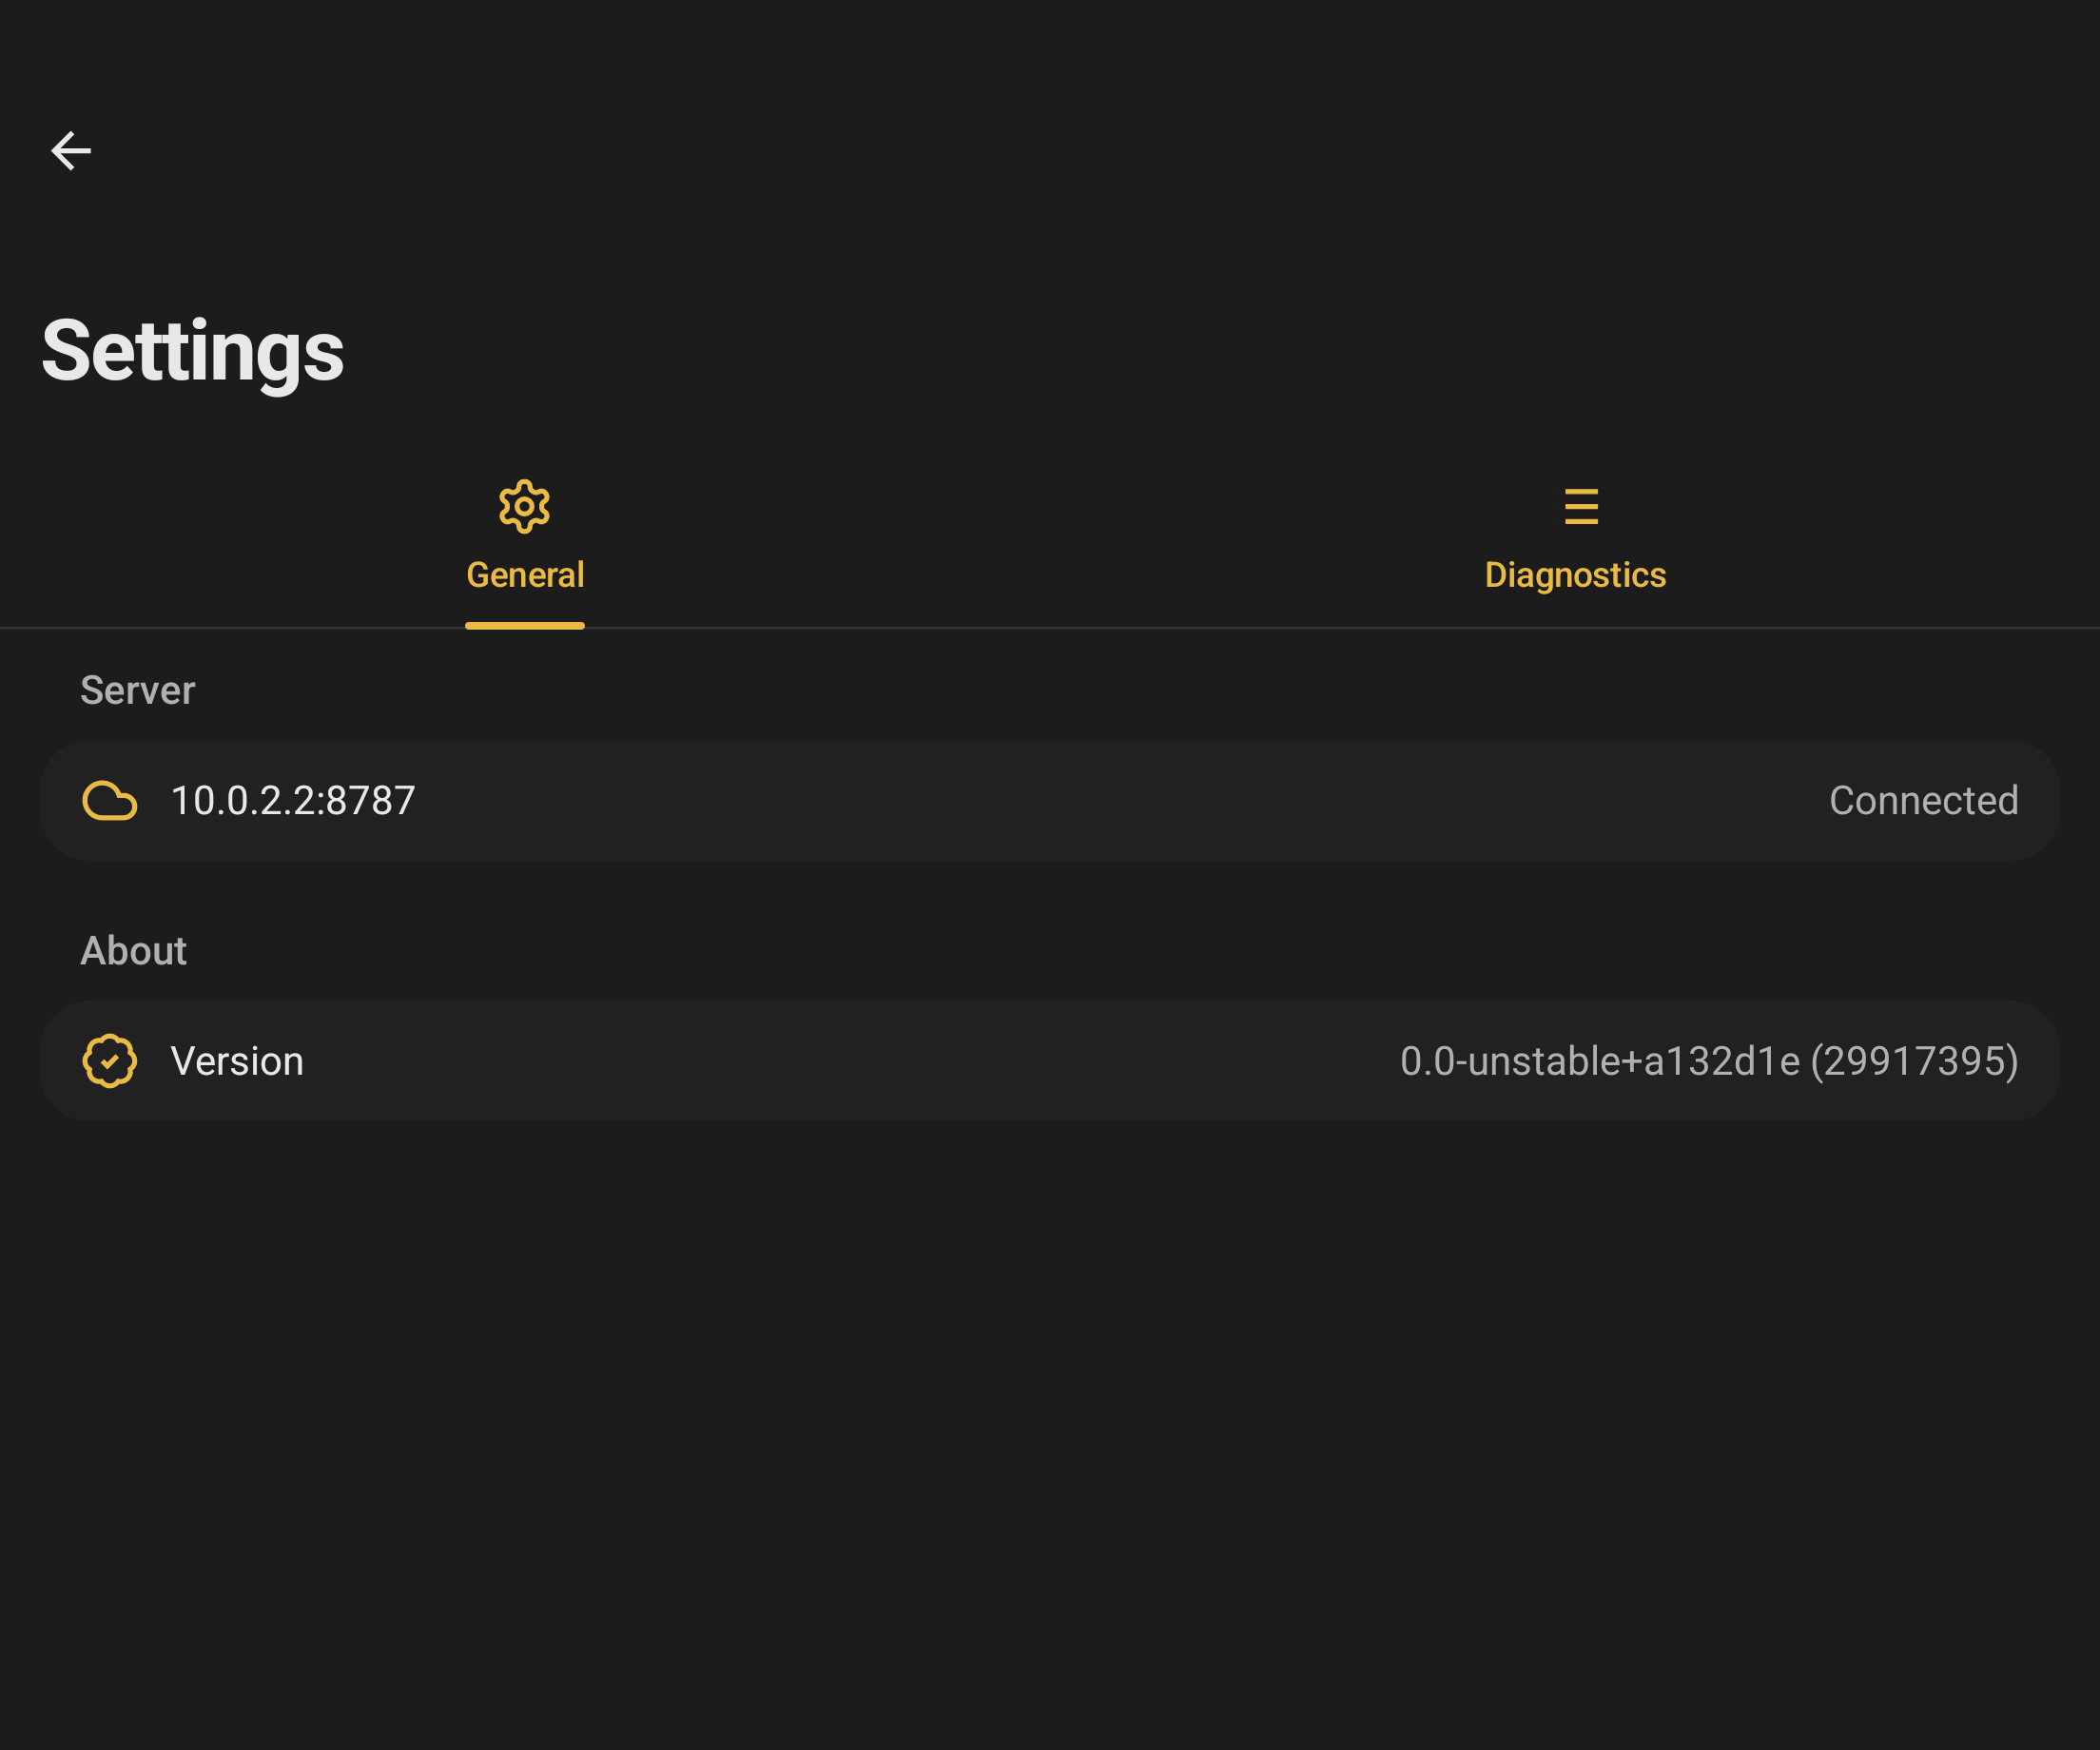 Settings
General
Diagnostics
Server
10.0.2.2:8787
Connected
About
Version
0.0-unstable+a132d1e (29917395)